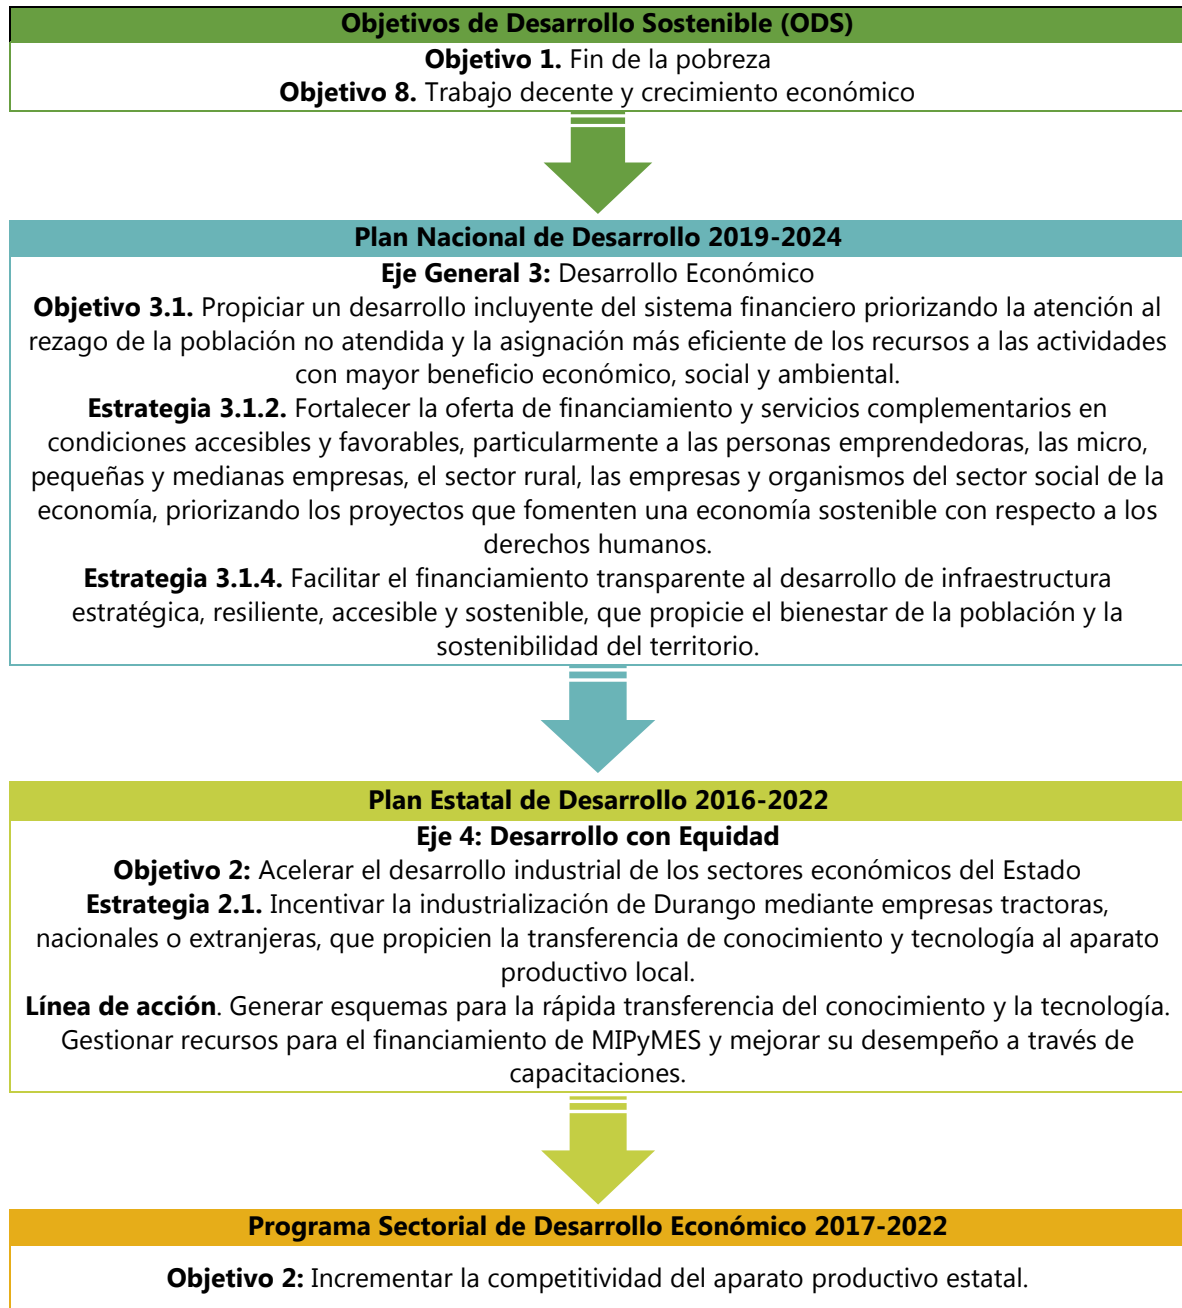 Objetivos de Desarrollo Sostenible (ODS)
Objetivo 1. Fin de la pobreza
Objetivo 8. Trabajo decente y crecimiento económico
Plan Nacional de Desarrollo 2019-2024
Eje General 3: Desarrollo Económico
Objetivo 3.1. Propiciar un desarrollo incluyente del sistema financiero priorizando la atención al
rezago de la población no atendida y la asignación más eficiente de los recursos a las actividades
con mayor beneficio económico, social y ambiental.
Estrategia 3.1.2. Fortalecer la oferta de financiamiento y servicios complementarios en
condiciones accesibles y favorables, particularmente a las personas emprendedoras, las micro,
pequeñas y medianas empresas, el sector rural, las empresas y organismos del sector social de la
economía, priorizando los proyectos que fomenten una economía sostenible con respecto a los
derechos humanos.
Estrategia 3.1.4. Facilitar el financiamiento transparente al desarrollo de infraestructura
estratégica, resiliente, accesible y sostenible, que propicie el bienestar de la población y la
sostenibilidad del territorio.
Plan Estatal de Desarrollo 2016-2022
Eje 4: Desarrollo con Equidad
Objetivo 2: Acelerar el desarrollo industrial de los sectores económicos del Estado
Estrategia 2.1. Incentivar la industrialización de Durango mediante empresas tractoras,
nacionales o extranjeras, que propicien la transferencia de conocimiento y tecnología al aparato
productivo local.
Línea de acción. Generar esquemas para la rápida transferencia del conocimiento y la tecnología.
Gestionar recursos para el financiamiento de MIPyMES y mejorar su desempeño a través de
capacitaciones.
Programa Sectorial de Desarrollo Económico 2017-2022
Objetivo 2: Incrementar la competitividad del aparato productivo estatal.